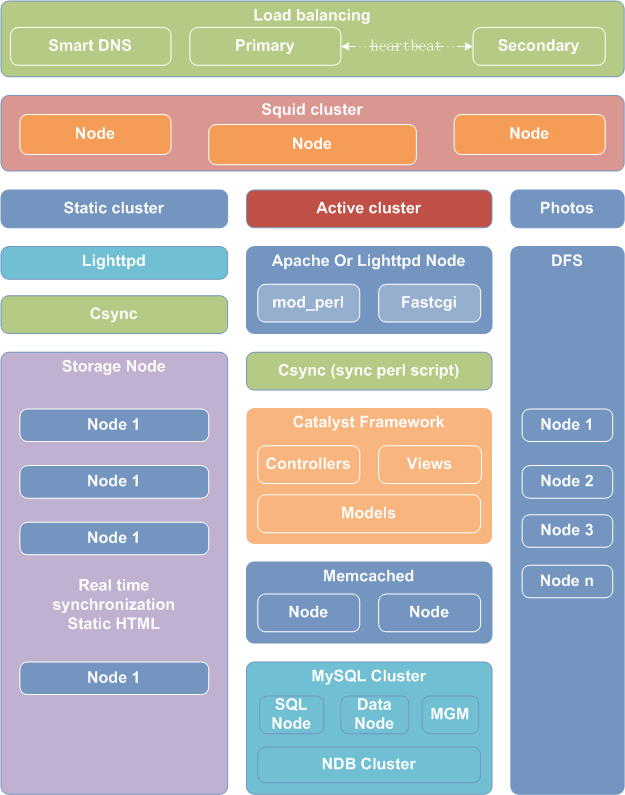 Load balancing
Smart DNS
Primary
heartbeat
Secondary
Squid cluster
Node
Node
Node
Static cluster
Active cluster
Photos
Lighttpd
Csync
Storage Node
Node 1
Node 1
Node 1
Real time
synchronization
Static HTML
Node 1
Apache Or Lighttpd Node
mod_perl
Fastcgi
Csync (sync perl script)
Catalyst Framework
Controllers
Views
Models
Memcached
Node
Node
MySQL Cluster
SQL
Node
Data
Node
MGM
NDB Cluster
DFS
Node 1
Node 2
Node 3
Node n